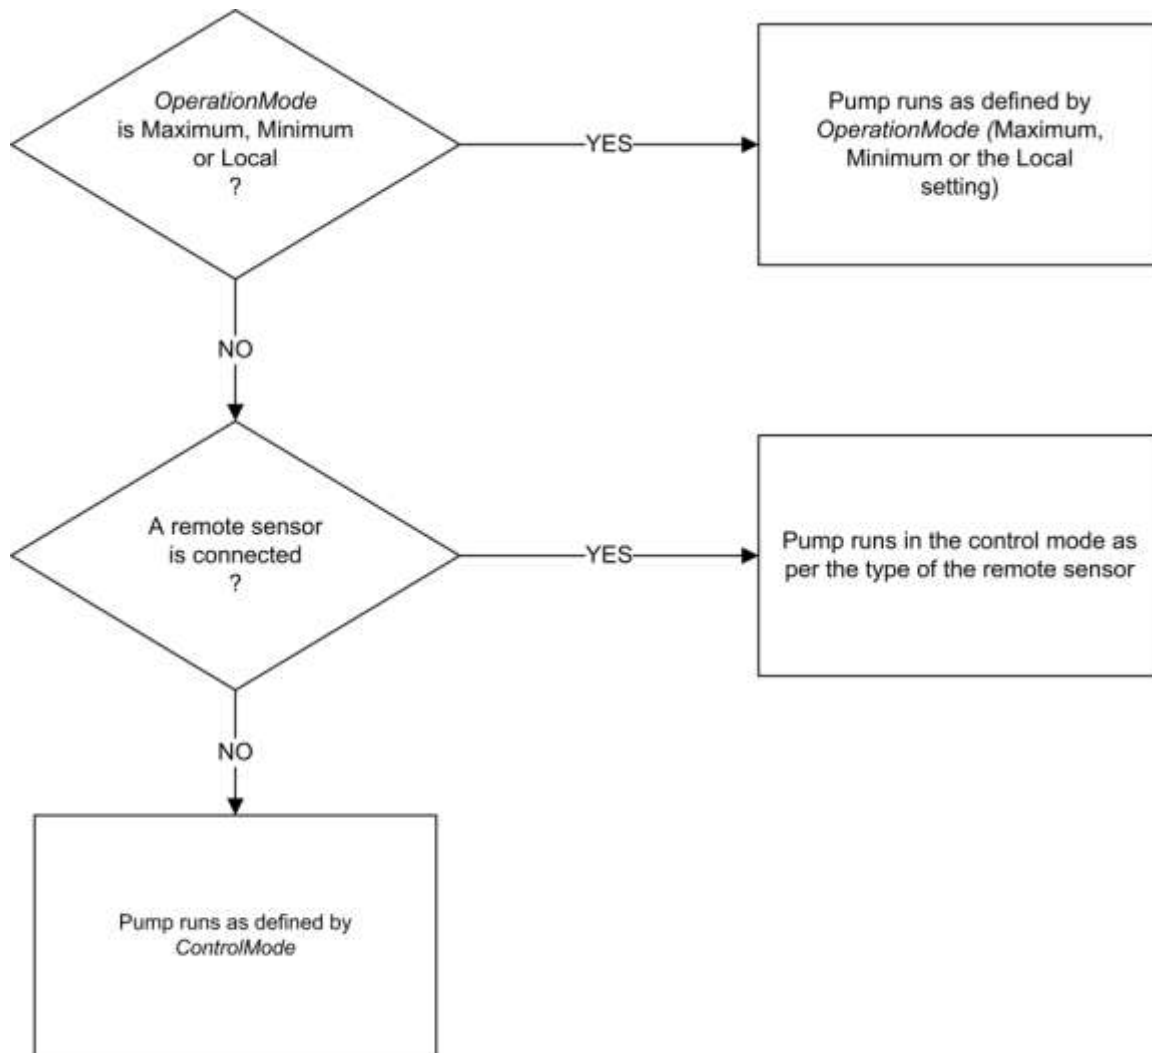 OperationMode
is Maximum, Minimum
or Local
?
YES
Pump runs as defined by
OperationMode (Maximum,
Minimum or the Local
setting)
NO
A remote sensor
is connected
?
YES
Pump runs in the control mode as
per the type of the remote sensor
NO
Pump runs as defined by
ControlMode